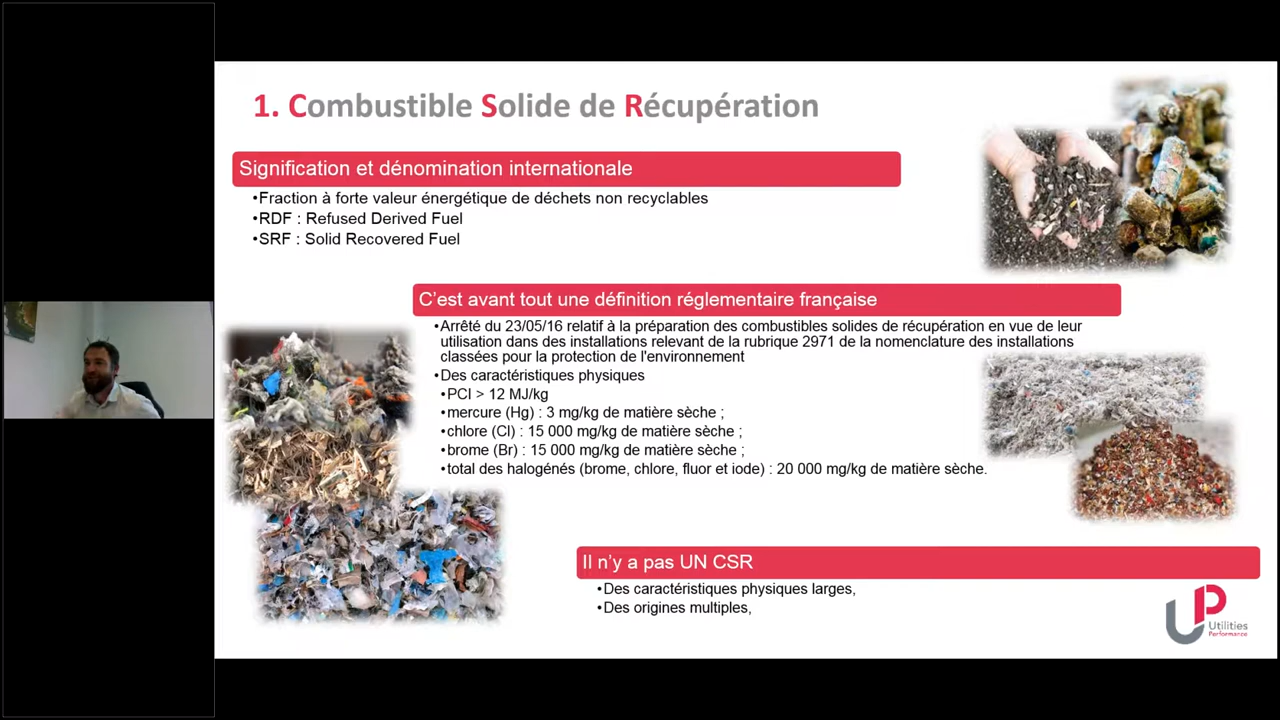 1. Combustible Solide de Récupération
Signification et dénomination internationale
•Fraction à forte valeur énergétique de déchets non recyclables
•RDF : Refused Derived Fuel
•SRF : Solid Recovered Fuel
C'est avant tout une définition réglementaire française
•Arrêté du 23/05/16 relatif à la préparation des combustibles solides de récupération en vue de leur
utilisation dans des installations relevant de la rubrique 2971 de la nomenclature des installations
classées pour la protection de l'environnement
•Des caractéristiques physiques
•PCI > 12 MJ/kg
•mercure (Hg) : 3 mg/kg de matière sèche ;
•chlore (Cl) : 15 000 mg/kg de matière sèche ;
•brome (Br) : 15 000 mg/kg de matière sèche ;
•total des halogénés (brome, chlore, fluor et iode) : 20 000 mg/kg de matière sèche.
Il n'y a pas UN CSR
•Des caractéristiques physiques larges,
•Des origines multiples,
UP
Utilities
Performance